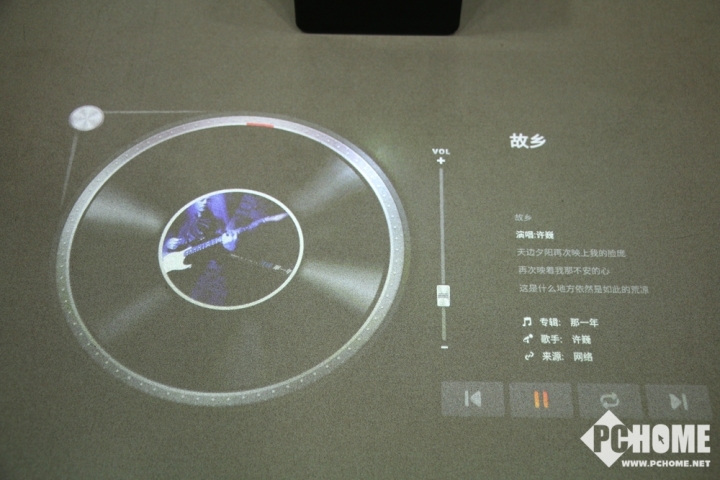 故乡
VOL
故乡
演唱:许巍
天边夕阳再次映上我的脸庞
再次映着我那不安的心
这是什么地方依然是如此的荒凉
专辑: 那一年
歌手: 许巍
来源: 网络
PCHOME
WWW.PCHOME.NET